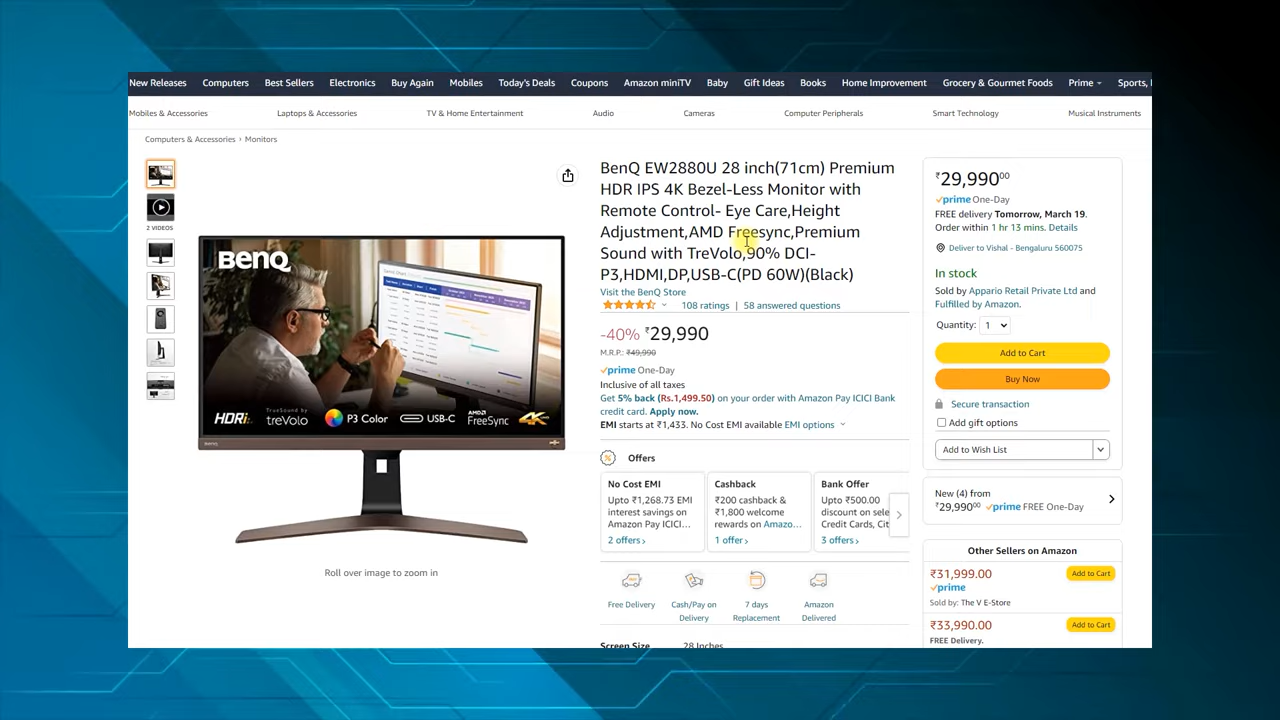 New Releases Computers Best Sellers Electronics Buy Again Mobiles Today's Deals Coupons Amazon miniTV Baby Gift Ideas Books Home Improvement Grocery & Gourmet Foods Prime Sports,
Mobiles & Accessories Laptops & Accessories TV & Home Entertainment Audio Cameras Computer Peripherals Smart Technology Musical Instruments
Computers & Accessories › Monitors
2 VIDEOS
BenQ
HDRi
TrueSound by
treVolo
P3 Color
USB-C
AMD
FreeSync
4K
BenQ
Roll over image to zoom in
BenQ EW2880U 28 inch(71cm) Premium
HDR IPS 4K Bezel-Less Monitor with
Remote Control- Eye Care,Height
Adjustment,AMD Freesync,Premium
Sound with TreVolo,90% DCI-
P3,HDMI,DP,USB-C(PD 60W)(Black)
Visit the BenQ Store
108 ratings | 58 answered questions
-40% ₹29,990
M.R.P.: ₹49,990
prime One-Day
Inclusive of all taxes
Get 5% back (Rs.1,499.50) on your order with Amazon Pay ICICI Bank
credit card. Apply now.
EMI starts at ₹1,433. No Cost EMI available EMI options
Offers
No Cost EMI
Upto ₹1,268.73 EMI
interest savings on
Amazon Pay ICICI...
2 offers ›
Cashback
₹200 cashback &
₹1,800 welcome
rewards on Amazo...
1 offer ›
Bank Offer
Upto ₹500.00
discount on sele
Credit Cards, Cit
3 offers ›
Free Delivery
Cash/Pay on
Delivery
7 days
Replacement
Amazon
Delivered
Screen Size 28 Inches
₹29,990.00
prime One-Day
FREE delivery Tomorrow, March 19.
Order within 1 hr 13 mins. Details
Deliver to Vishal - Bengaluru 560075
In stock
Sold by Appario Retail Private Ltd and
Fulfilled by Amazon.
Quantity: 1
Add to Cart
Buy Now
Secure transaction
Add gift options
Add to Wish List
New (4) from
₹29,990.00 prime FREE One-Day
Other Sellers on Amazon
₹31,999.00 Add to Cart
prime
Sold by: The V E-Store
₹33,990.00 Add to Cart
FREE Delivery.